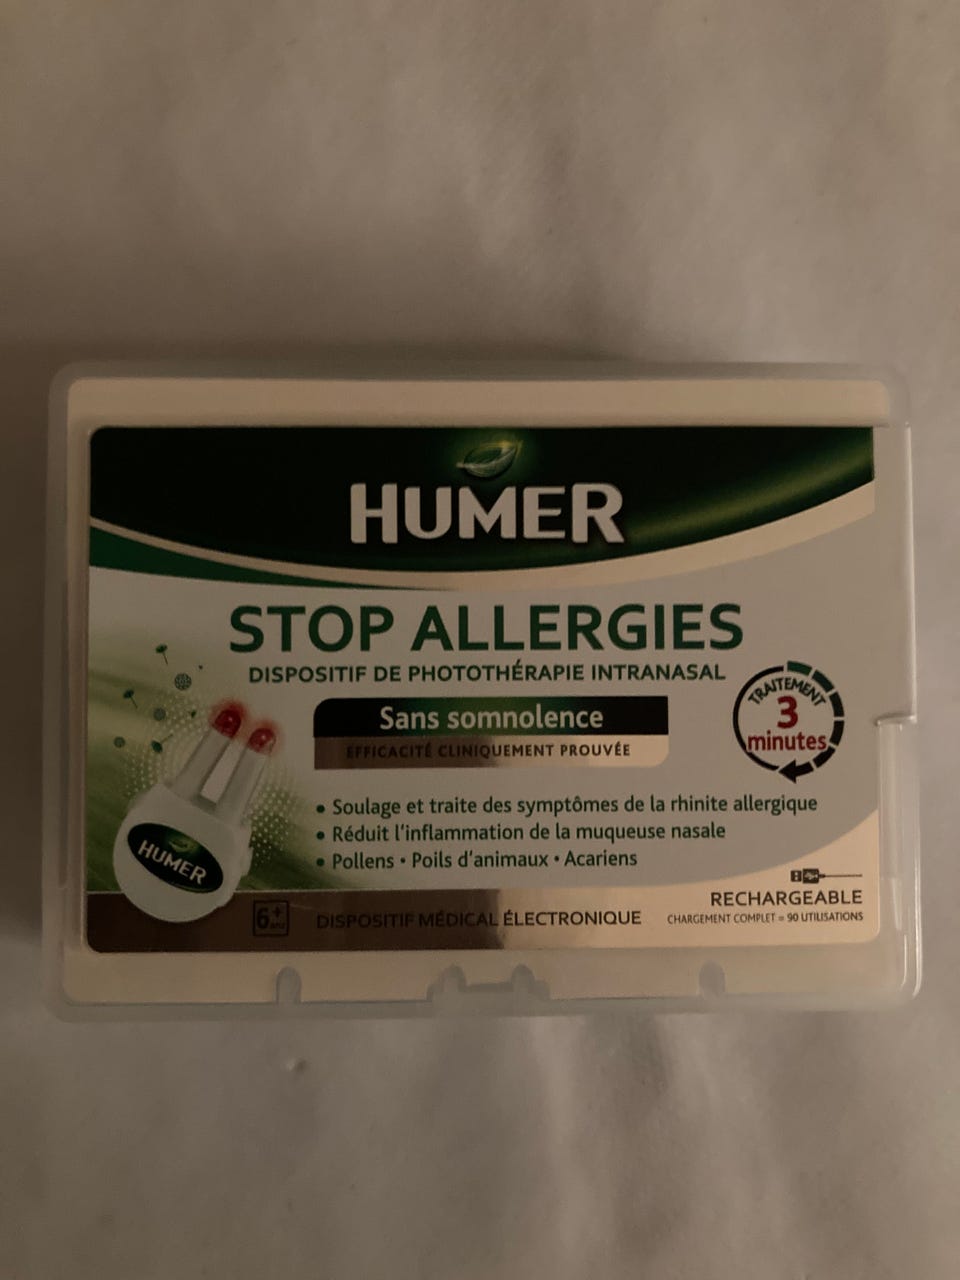 HUMER
STOP ALLERGIES
DISPOSITIF DE PHOTOTHÉRAPIE INTRANASAL
Sans somnolence
EFFICACITÉ CLINIQUEMENT PROUVÉE
TRAITEMENT
3
minutes
• Soulage et traite des symptômes de la rhinite allergique
• Réduit l'inflammation de la muqueuse nasale
• Pollens • Poils d'animaux • Acariens
HUMER
6+
ans
DISPOSITIF MÉDICAL ÉLECTRONIQUE
RECHARGEABLE
CHARGEMENT COMPLET = 90 UTILISATIONS